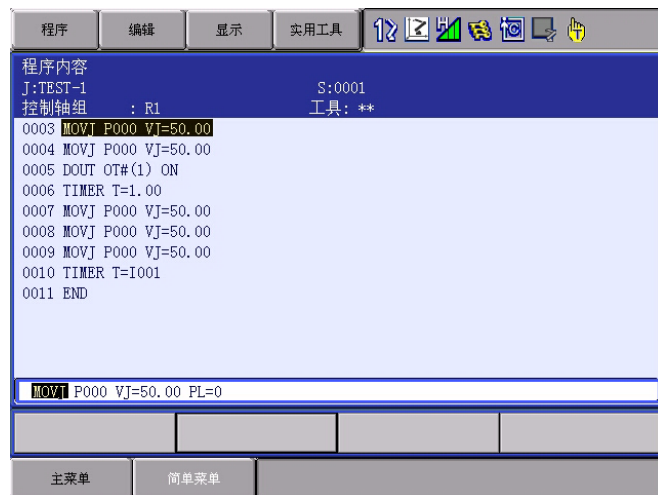 程序 编辑 显示 实用工具
程序内容
J:TEST-1 S:0001
控制轴组 : R1 工具: **
0003 MOVJ P000 VJ=50.00
0004 MOVJ P000 VJ=50.00
0005 DOUT OT#(1) ON
0006 TIMER T=1.00
0007 MOVJ P000 VJ=50.00
0008 MOVJ P000 VJ=50.00
0009 MOVJ P000 VJ=50.00
0010 TIMER T=I001
0011 END
MOVJ P000 VJ=50.00 PL=0
主菜单 简单菜单